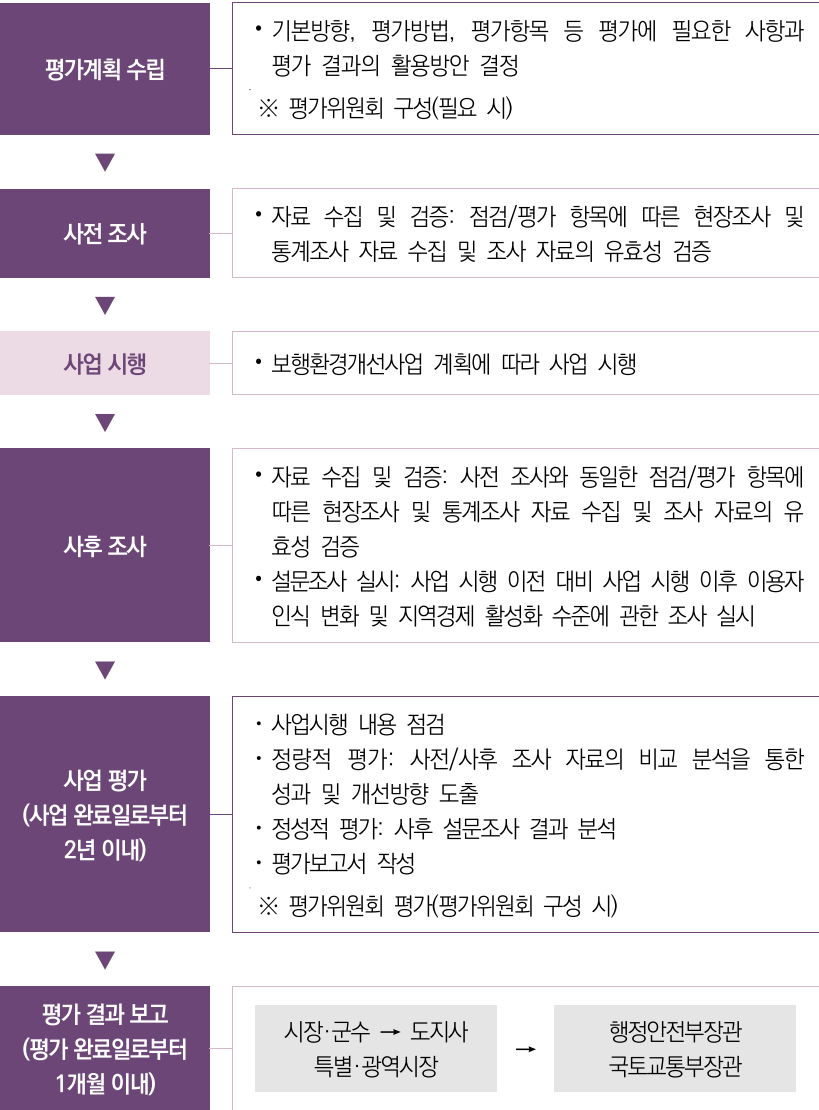 평가계획 수립
• 기본방향, 평가방법, 평가항목 등 평가에 필요한 사항과
평가 결과의 활용방안 결정
※ 평가위원회 구성(필요 시)
▼
사전 조사
• 자료 수집 및 검증: 점검/평가 항목에 따른 현장조사 및
통계조사 자료 수집 및 조사 자료의 유효성 검증
▼
사업 시행
• 보행환경개선사업 계획에 따라 사업 시행
▼
사후 조사
• 자료 수집 및 검증: 사전 조사와 동일한 점검/평가 항목에
따른 현장조사 및 통계조사 자료 수집 및 조사 자료의 유
효성 검증
• 설문조사 실시: 사업 시행 이전 대비 사업 시행 이후 이용자
인식 변화 및 지역경제 활성화 수준에 관한 조사 실시
▼
사업 평가
(사업 완료일로부터
2년 이내)
• 사업시행 내용 점검
• 정량적 평가: 사전/사후 조사 자료의 비교 분석을 통한
성과 및 개선방향 도출
• 정성적 평가: 사후 설문조사 결과 분석
• 평가보고서 작성
※ 평가위원회 평가(평가위원회 구성 시)
▼
평가 결과 보고
(평가 완료일로부터
1개월 이내)
시장·군수 → 도지사
특별·광역시장
→
행정안전부장관
국토교통부장관